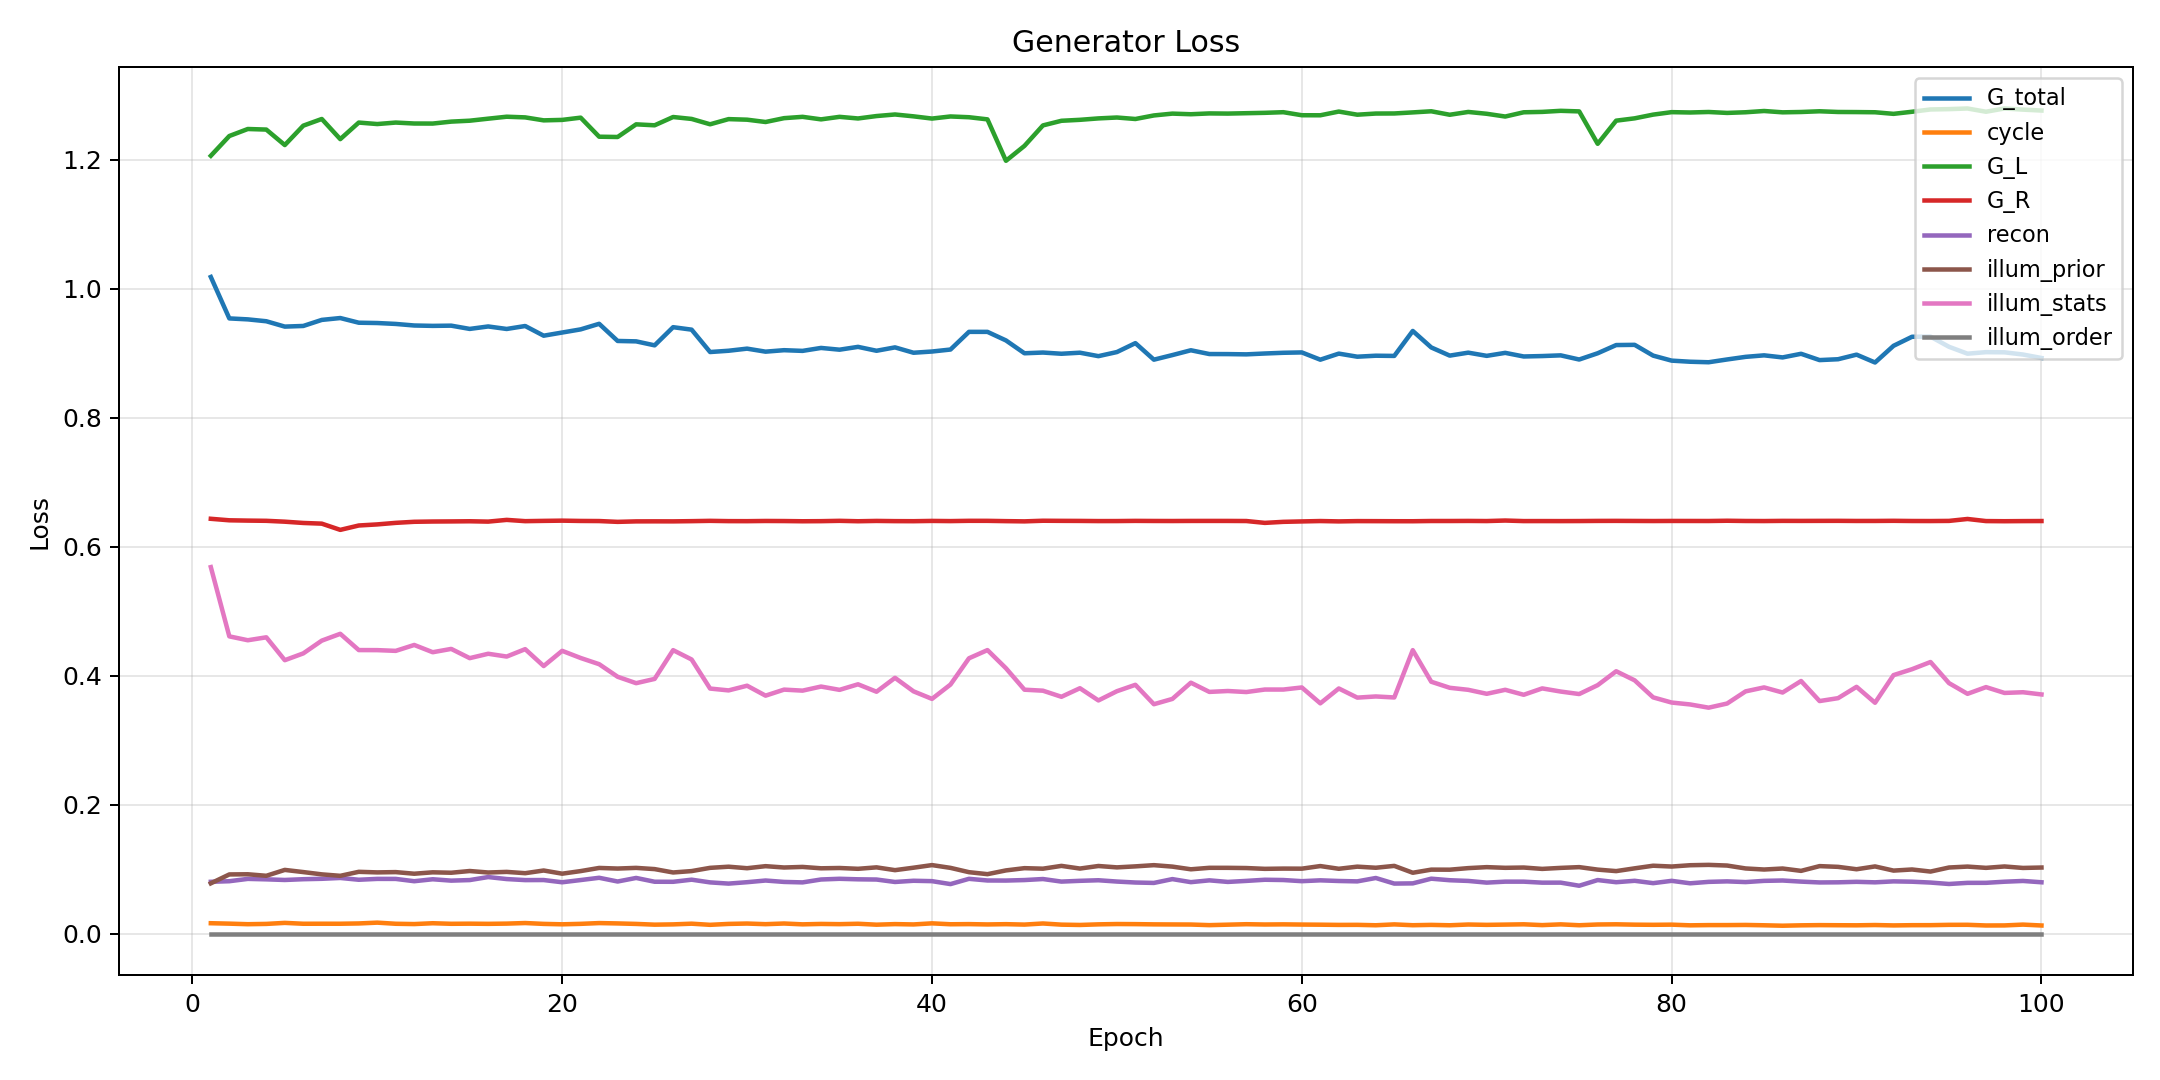 Generator Loss
G_total
cycle
G_L
G_R
recon
illum_prior
illum_stats
illum_order
1.2
1.0
0.8
0.6
0.4
0.2
0.0
Loss
0 20 40 60 80 100
Epoch